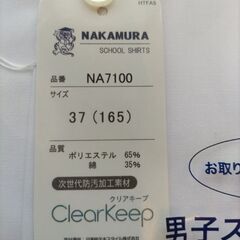 HTFAS
NAKAMURA
SCHOOL SHIRTS
品番 NA7100
サイズ
37 (165)
品質
ポリエステル 65%
綿 35%
次世代防汚加工素材
クリアキープ
ClearKeep
お取り
男子ス